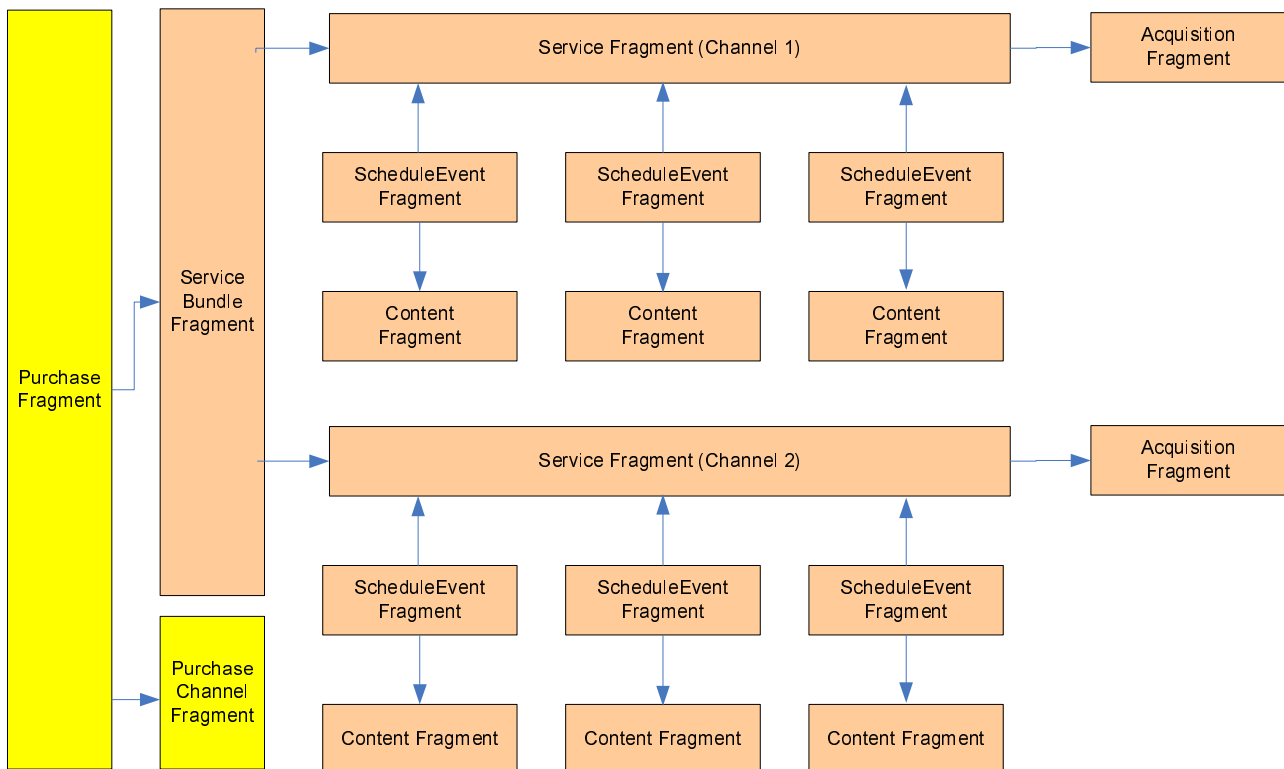 Service Fragment (Channel 1)
Acquisition
Fragment
ScheduleEvent
Fragment
ScheduleEvent
Fragment
ScheduleEvent
Fragment
Service
Bundle
Fragment
Content
Fragment
Content
Fragment
Content
Fragment
Purchase
Fragment
Service Fragment (Channel 2)
Acquisition
Fragment
ScheduleEvent
Fragment
ScheduleEvent
Fragment
ScheduleEvent
Fragment
Purchase
Channel
Fragment
Content Fragment
Content Fragment
Content Fragment